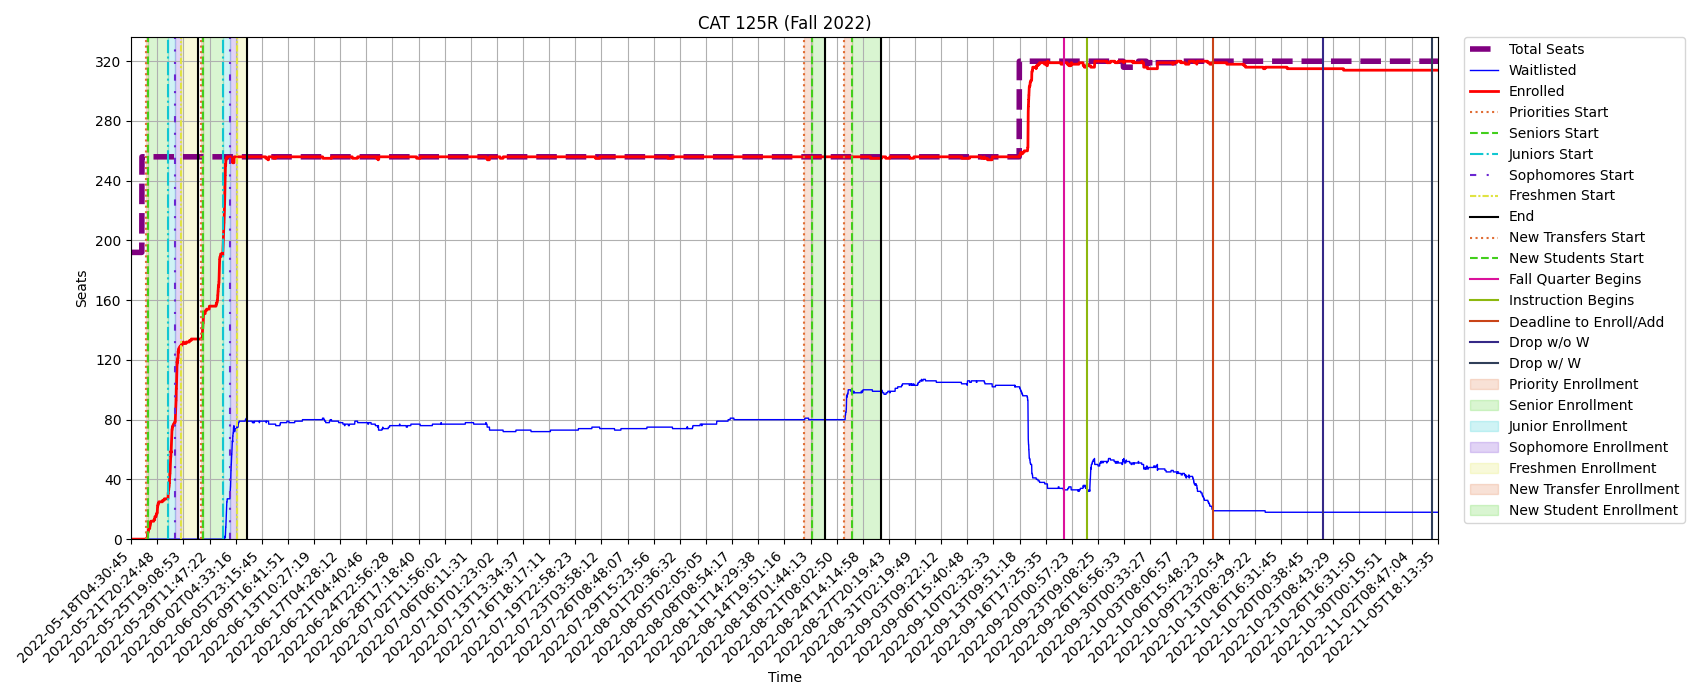 CAT 125R (Fall 2022)
Seats
320
280
240
200
160
120
80
40
0
2022-05-18T04:30:45
2022-05-21T20:24:48
2022-05-25T19:08:53
2022-05-29T11:47:22
2022-06-02T04:33:16
2022-06-05T23:15:45
2022-06-09T16:41:51
2022-06-13T10:27:19
2022-06-17T04:28:12
2022-06-21T04:40:46
2022-06-24T22:56:28
2022-06-28T17:18:40
2022-07-02T11:56:02
2022-07-06T06:11:31
2022-07-10T01:23:02
2022-07-13T13:34:37
2022-07-16T18:17:11
2022-07-19T22:58:23
2022-07-23T03:58:12
2022-07-26T08:48:07
2022-07-29T15:23:56
2022-08-01T20:36:32
2022-08-05T02:05:05
2022-08-08T08:54:17
2022-08-11T14:29:38
2022-08-14T19:51:16
2022-08-18T01:44:13
2022-08-21T08:02:50
2022-08-24T14:14:58
2022-08-27T20:19:43
2022-08-31T02:19:49
2022-09-03T09:22:12
2022-09-06T15:40:48
2022-09-10T02:32:33
2022-09-13T09:51:18
2022-09-16T17:25:35
2022-09-20T00:57:23
2022-09-23T09:08:25
2022-09-26T16:56:33
2022-09-30T00:33:27
2022-10-03T08:06:57
2022-10-06T15:48:23
2022-10-09T23:20:54
2022-10-13T08:29:22
2022-10-16T16:31:45
2022-10-20T00:38:45
2022-10-23T08:43:29
2022-10-26T16:31:50
2022-10-30T00:15:51
2022-11-02T08:47:04
2022-11-05T18:13:35
Time
Total Seats
Waitlisted
Enrolled
Priorities Start
Seniors Start
Juniors Start
Sophomores Start
Freshmen Start
End
New Transfers Start
New Students Start
Fall Quarter Begins
Instruction Begins
Deadline to Enroll/Add
Drop w/o W
Drop w/ W
Priority Enrollment
Senior Enrollment
Junior Enrollment
Sophomore Enrollment
Freshmen Enrollment
New Transfer Enrollment
New Student Enrollment